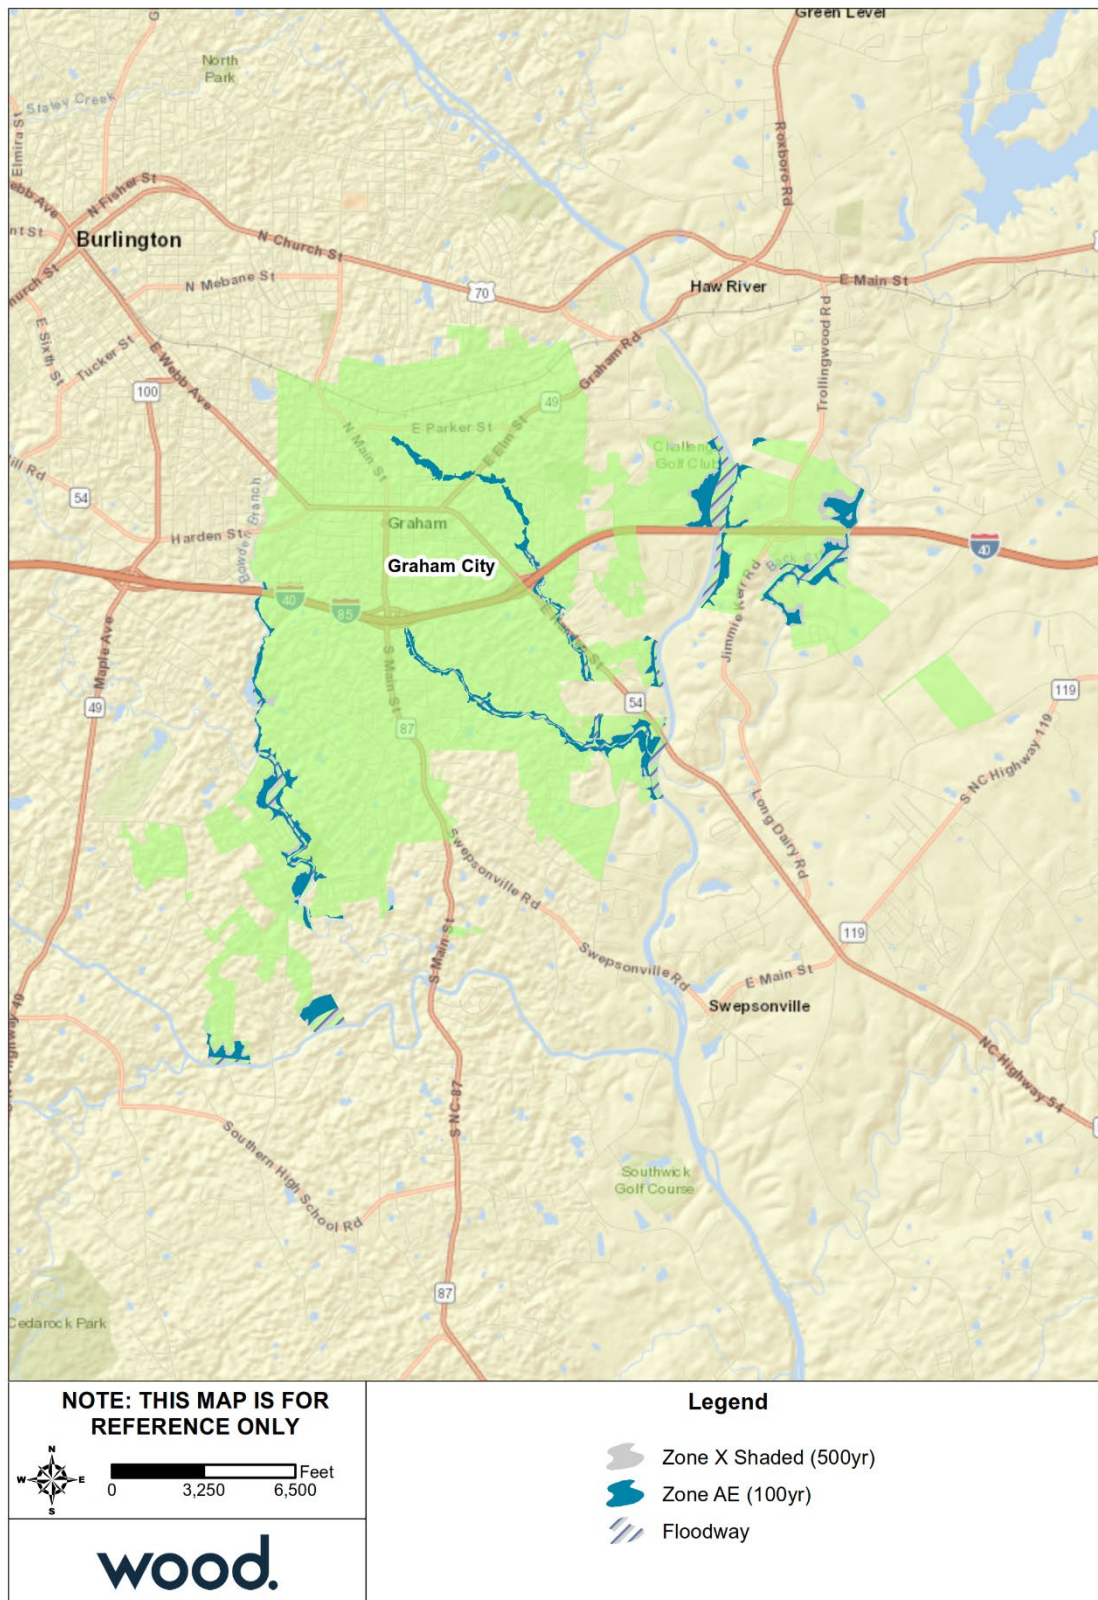 Green Level
North
Park
Staley Creek
Elmira St
N Fisher St
Roxboro Rd
Burlington
N Church St
N Mebane St
70
Haw River
E Main St
E Sixth St
Tucker St
E Webb Ave
100
Graham Rd
Trollingwood Rd
49
E Parker St
N Main St
E Elm St
Golf Club
54
Bowden Branch
Harden St
Graham
Graham City
40
40
85
Jimmie Kerr Rd
Maple Ave
S Main St
49
54
119
87
S NC Highway 119
Long Dairy Rd
Swepsonville Rd
119
S Main St
Swepsonville Rd
E Main St
Swepsonville
NC Highway 54
S NC 87
Southern High School Rd
Southwick
Golf Course
87
Cedarock Park
NOTE: THIS MAP IS FOR
REFERENCE ONLY
N
W E
S
Feet
0 3,250 6,500
wood.
Legend
Zone X Shaded (500yr)
Zone AE (100yr)
Floodway